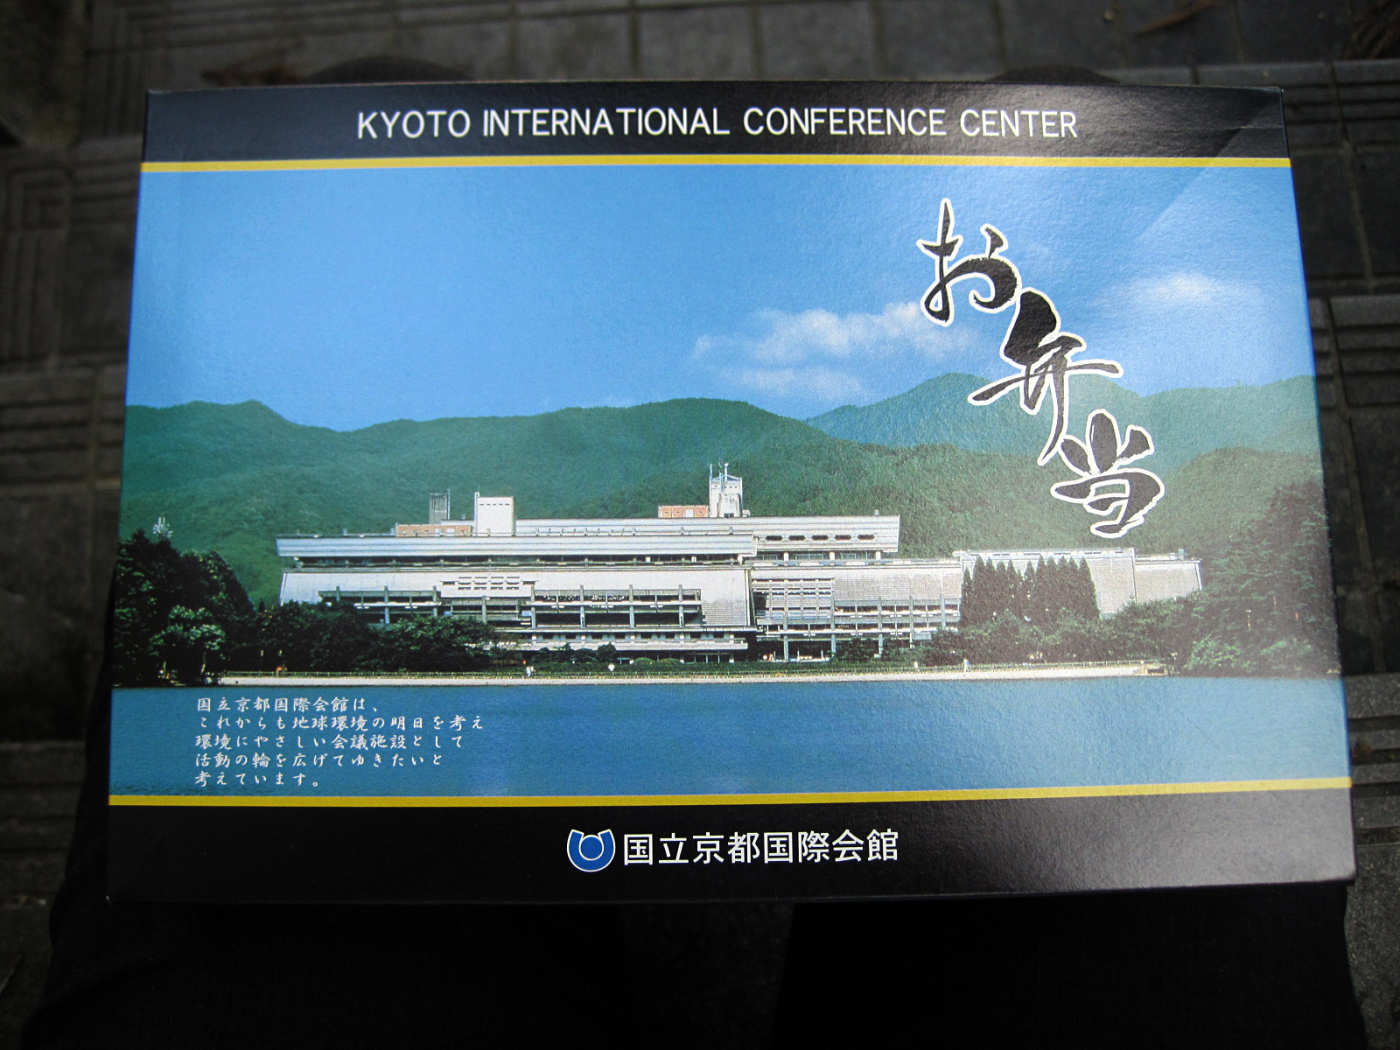 KYOTO INTERNATIONAL CONFERENCE CENTER
お弁当
国立京都国際会館は、
これからも地球環境の明日を考え
環境にやさしい会議施設として
活動の輪を広げてゆきたいと
考えています。
国立京都国際会館